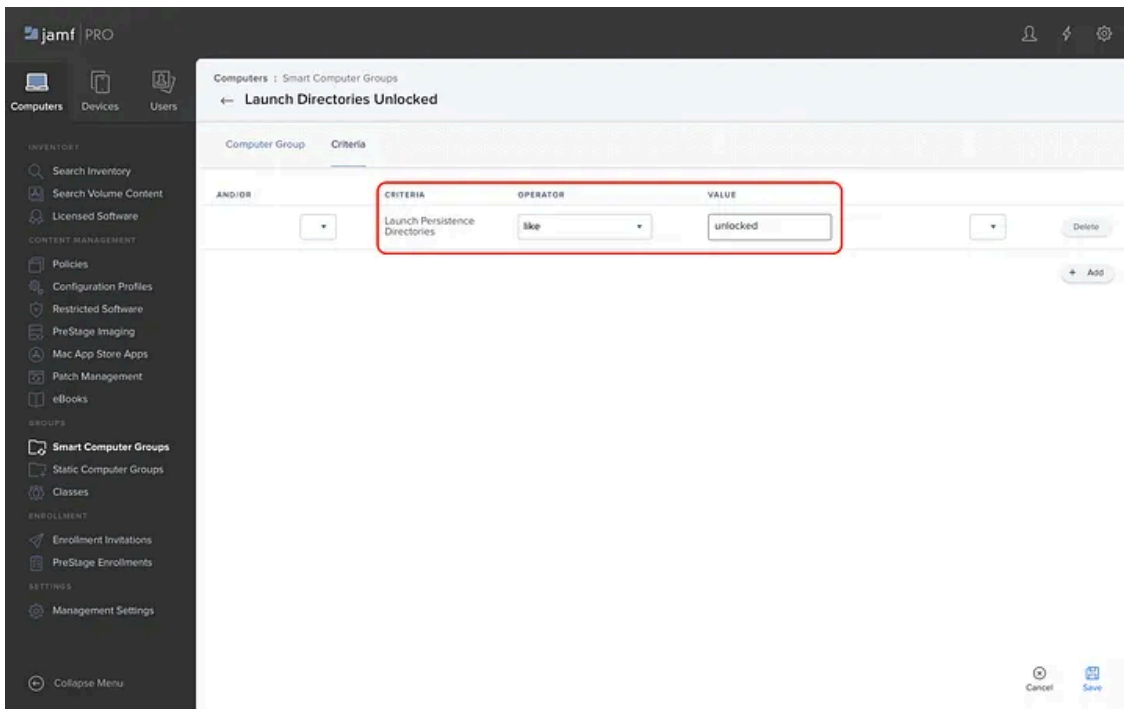 jamf PRO
Computers
Devices
Users
INVENTORY
Search Inventory
Search Volume Content
Licensed Software
CONTENT MANAGEMENT
Policies
Configuration Profiles
Restricted Software
PreStage Imaging
Mac App Store Apps
Patch Management
eBooks
GROUPS
Smart Computer Groups
Static Computer Groups
Classes
ENROLLMENT
Enrollment Invitations
PreStage Enrollments
SETTINGS
Management Settings
Collapse Menu
Computers : Smart Computer Groups
← Launch Directories Unlocked
Computer Group Criteria
AND/OR CRITERIA OPERATOR VALUE
Launch Persistence
Directories
like
unlocked
Delete
+ Add
Cancel
Save